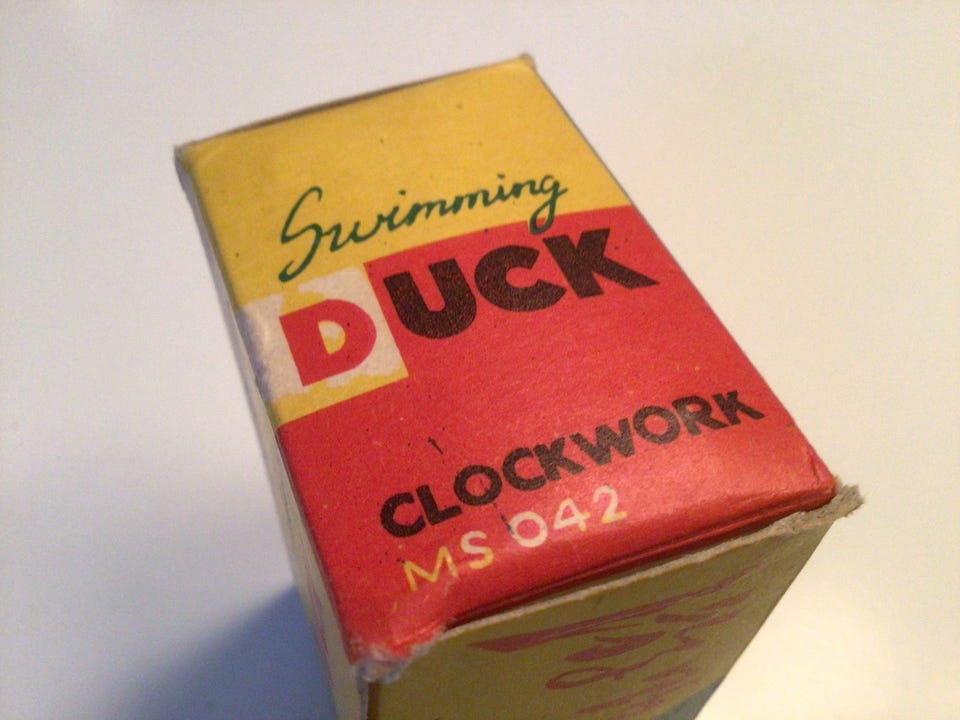 Swimming
DUCK
CLOCKWORK
MS 042